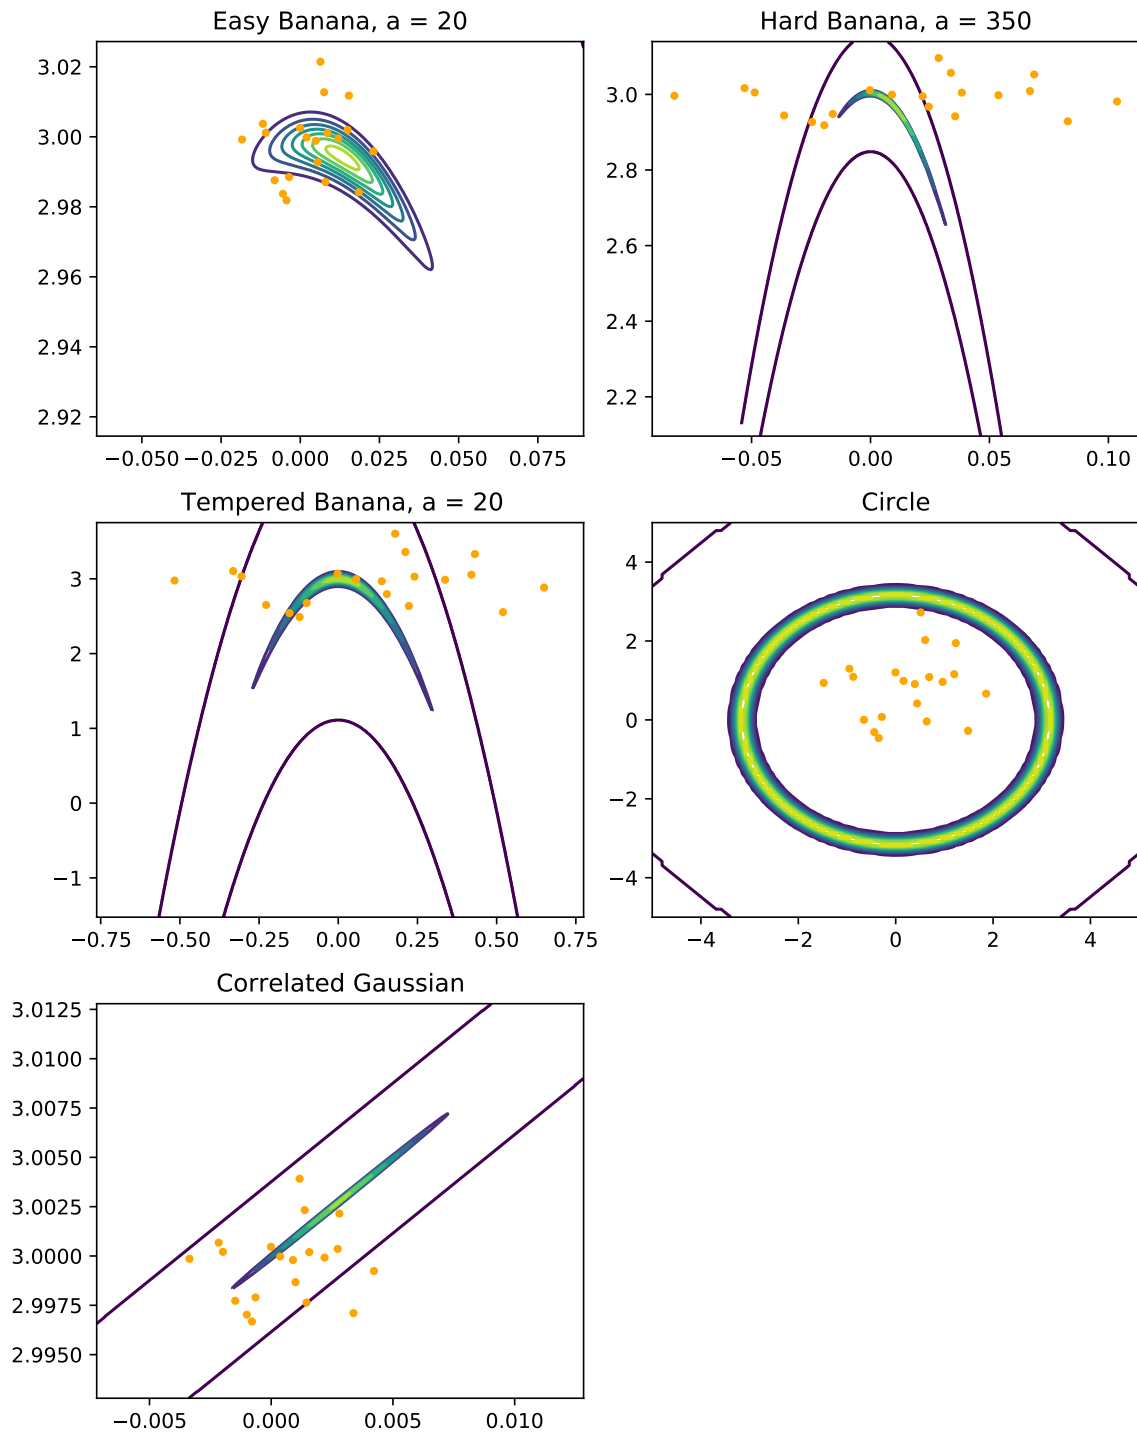 Easy Banana, a = 20
3.02
3.00
2.98
2.96
2.94
2.92
−0.050 −0.025 0.000 0.025 0.050 0.075
Hard Banana, a = 350
3.0
2.8
2.6
2.4
2.2
−0.05 0.00 0.05 0.10
Tempered Banana, a = 20
3
2
1
0
−1
−0.75 −0.50 −0.25 0.00 0.25 0.50 0.75
Circle
4
2
0
−2
−4
−4 −2 0 2 4
Correlated Gaussian
3.0125
3.0100
3.0075
3.0050
3.0025
3.0000
2.9975
2.9950
−0.005 0.000 0.005 0.010